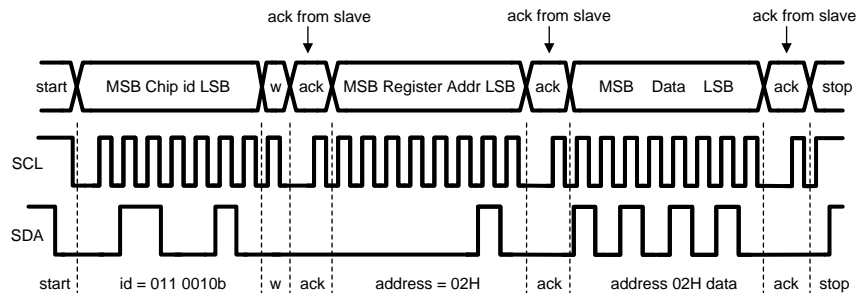 ack from slave ack from slave ack from slave
start MSB Chip id LSB w ack MSB Register Addr LSB ack MSB Data LSB ack stop
SCL
SDA
start id = 011 0010b w ack address = 02H ack address 02H data ack stop